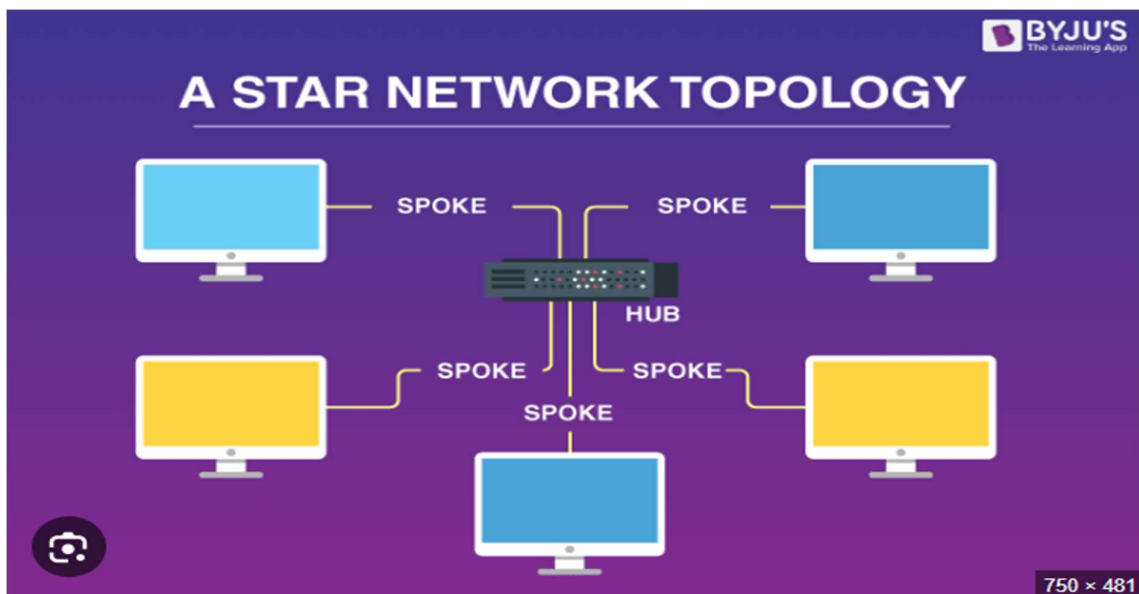 BYJU'S
The Learning App
A STAR NETWORK TOPOLOGY
SPOKE
SPOKE
HUB
SPOKE
SPOKE
SPOKE
750 × 481